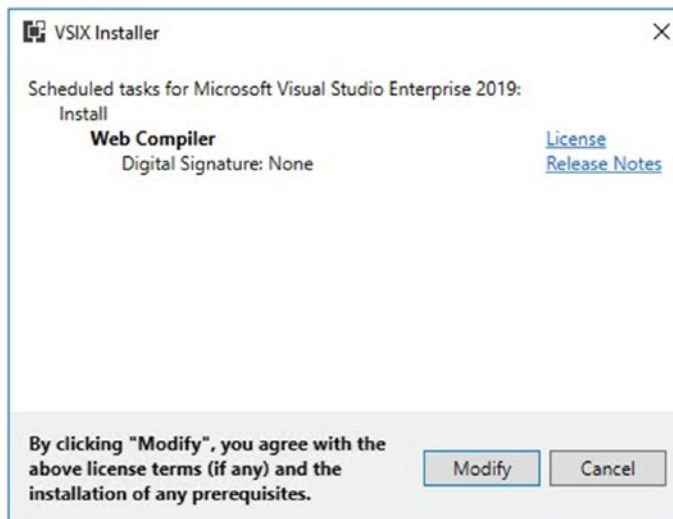 VSIX Installer
Scheduled tasks for Microsoft Visual Studio Enterprise 2019:
Install
Web Compiler License
Digital Signature: None Release Notes
By clicking "Modify", you agree with the
above license terms (if any) and the
installation of any prerequisites.
Modify Cancel